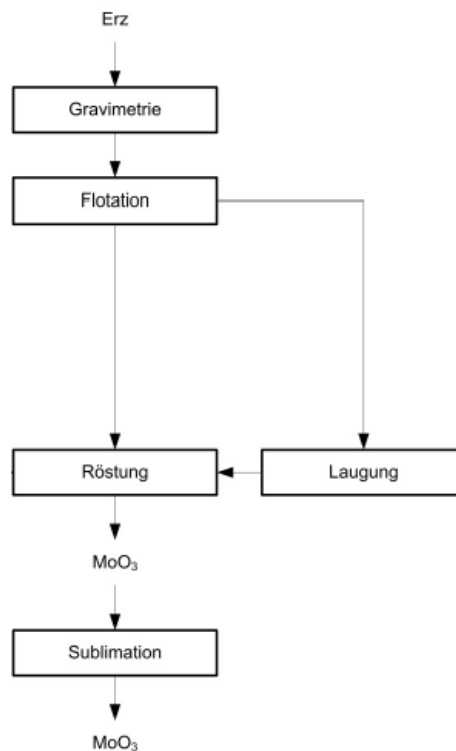 Erz
Gravimetrie
Flotation
Röstung
Laugung
MoO₃
Sublimation
MoO₃